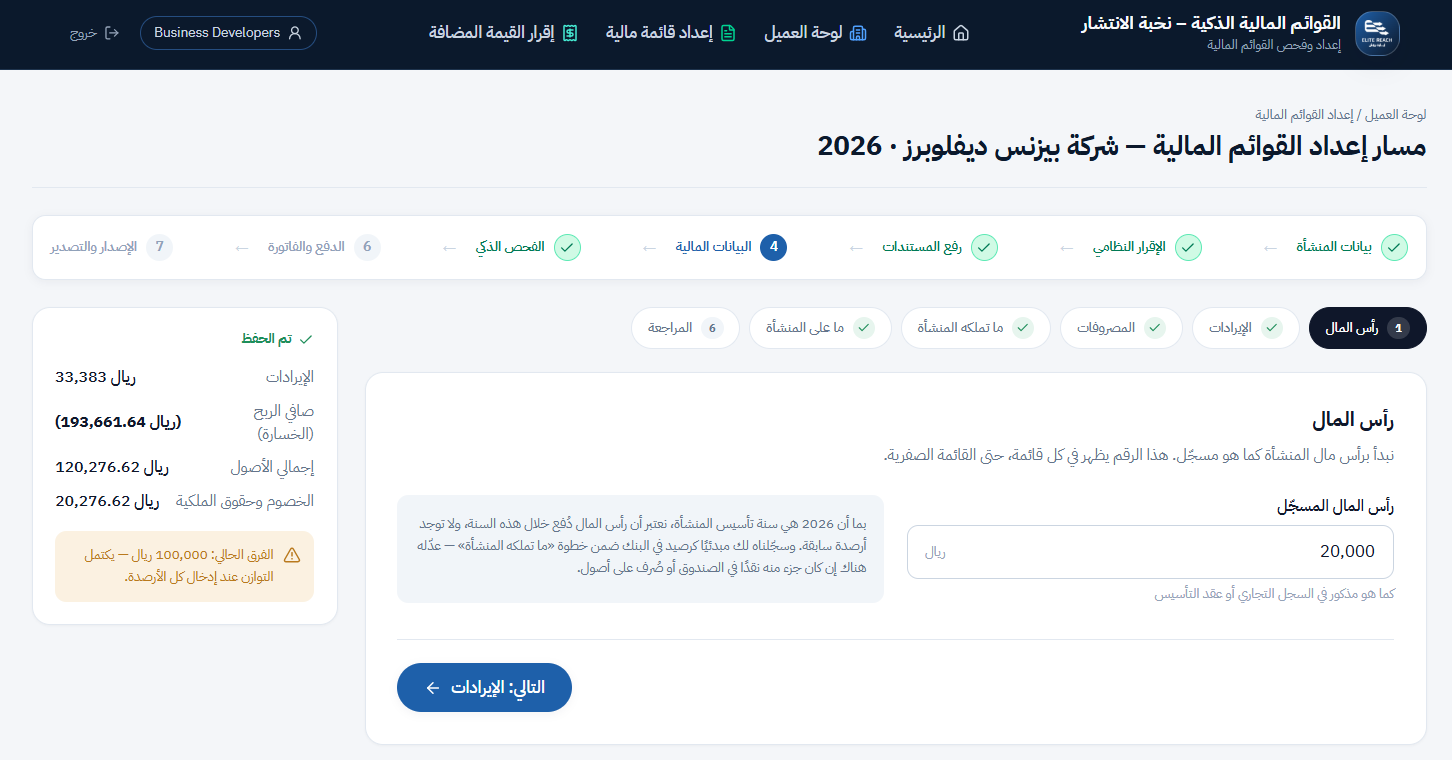 القوائم المالية الذكية – نخبة الانتشار
إعداد وفحص القوائم المالية
ELITE REACH
الرئيسية
لوحة العميل
إعداد قائمة مالية
إقرار القيمة المضافة
Business Developers
خروج
لوحة العميل / إعداد القوائم المالية
مسار إعداد القوائم المالية — شركة بيزنس ديفلوبرز · 2026
بيانات المنشأة ←
الإقرار النظامي ←
رفع المستندات ←
4 البيانات المالية ←
الفحص الذكي ←
6 الدفع والفاتورة ←
7 الإصدار والتصدير
1 رأس المال
الإيرادات
المصروفات
ما تملكه المنشأة
ما على المنشأة
6 المراجعة
رأس المال
نبدأ برأس مال المنشأة كما هو مسجّل. هذا الرقم يظهر في كل قائمة، حتى القائمة الصفرية.
رأس المال المسجّل
20,000 ريال
كما هو مذكور في السجل التجاري أو عقد التأسيس
بما أن 2026 هي سنة تأسيس المنشأة، نعتبر أن رأس المال دُفع خلال هذه السنة، ولا توجد
أرصدة سابقة. وسجّلناه لك مبدئيًا كرصيد في البنك ضمن خطوة «ما تملكه المنشأة» — عدّله
هناك إن كان جزء منه نقدًا في الصندوق أو صُرف على أصول.
التالي: الإيرادات ←
تم الحفظ
الإيرادات 33,383 ريال
صافي الربح
(الخسارة) (193,661.64 ريال)
إجمالي الأصول 120,276.62 ريال
الخصوم وحقوق الملكية 20,276.62 ريال
الفرق الحالي: 100,000 ريال — يكتمل
التوازن عند إدخال كل الأرصدة.